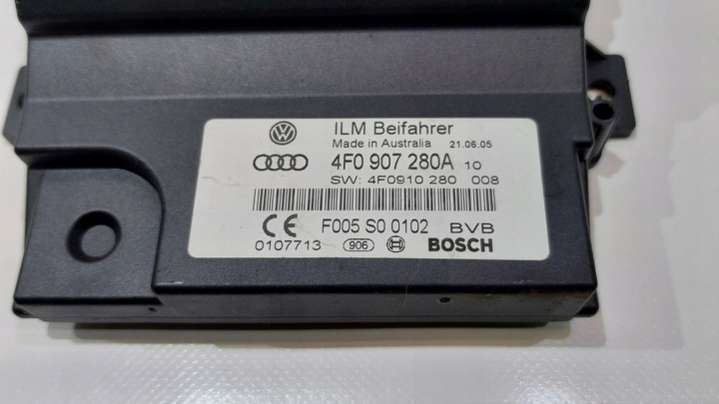 ILM Beifahrer
Made in Australia 21.06.05
4F0 907 280A 10
SW: 4F0910 280 008
CE F005 S0 0102 BVB
0107713 906 BOSCH